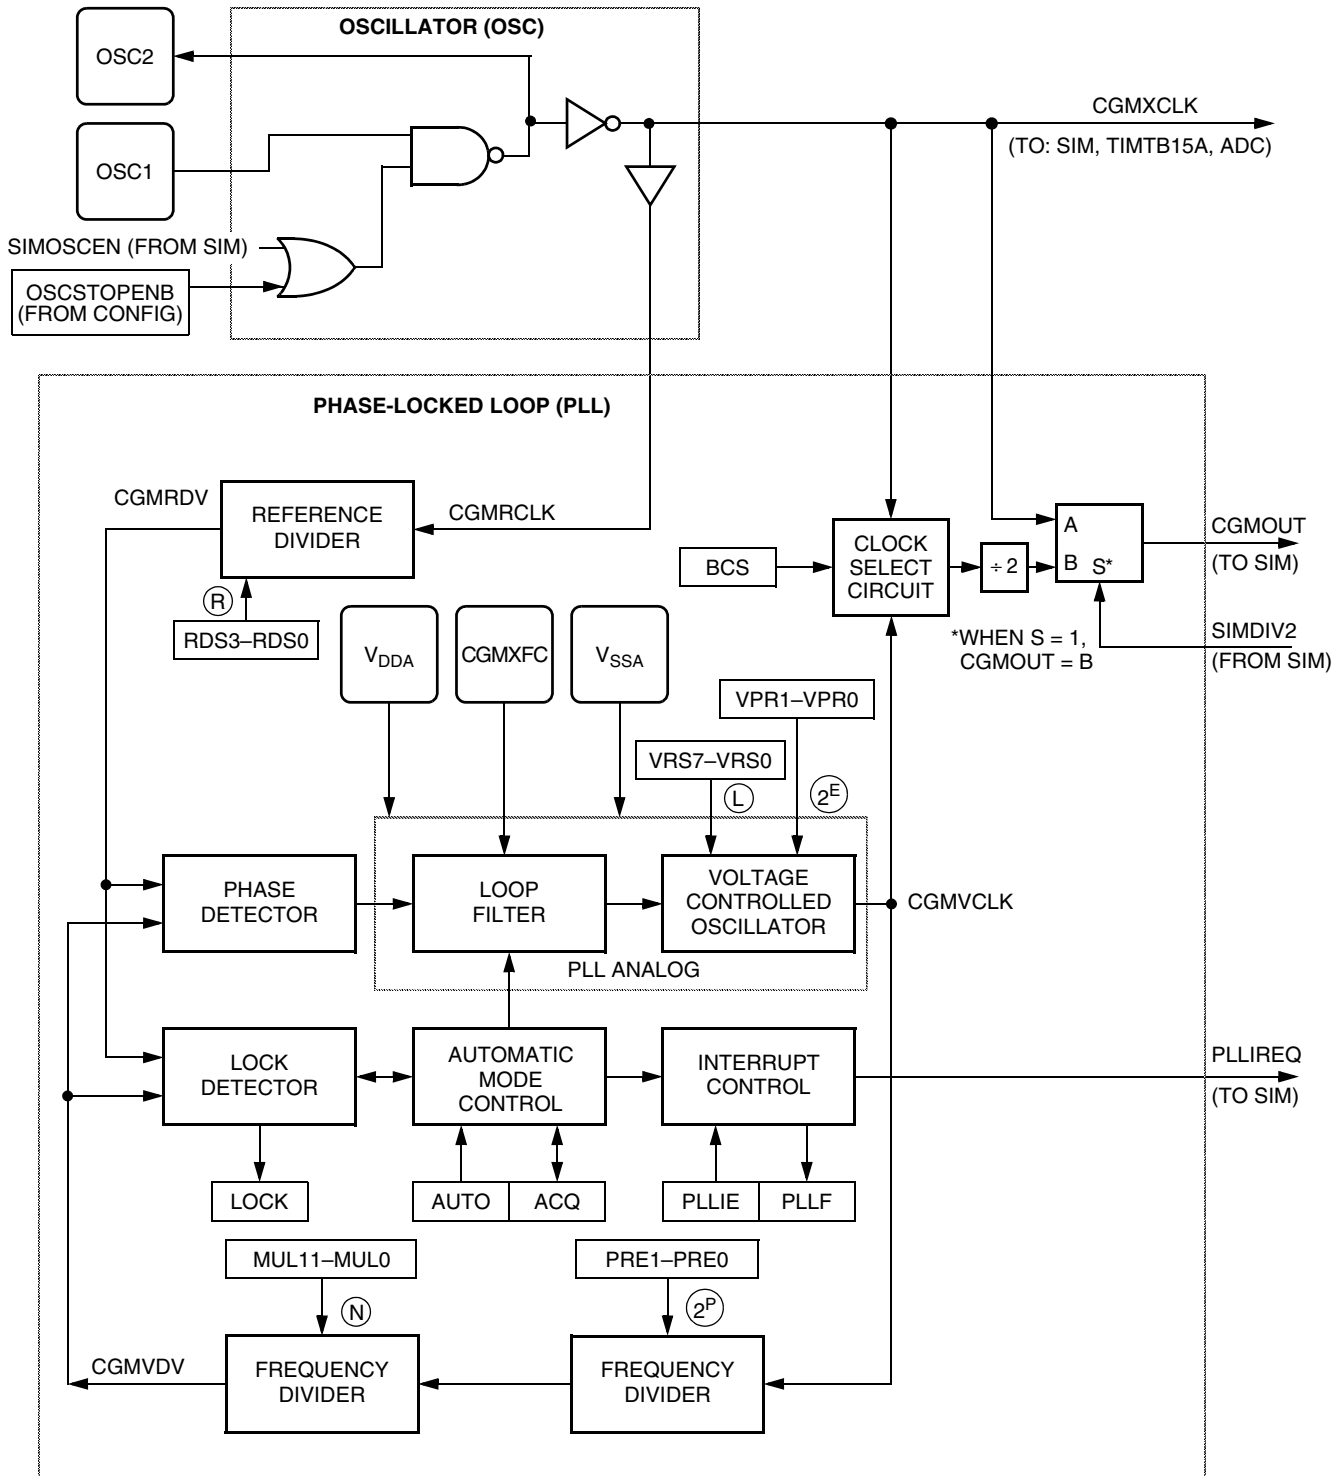 OSCILLATOR (OSC)
OSC2
CGMXCLK
(TO: SIM, TIMTB15A, ADC)
OSC1
SIMOSCEN (FROM SIM)
OSCSTOPENB
(FROM CONFIG)
PHASE-LOCKED LOOP (PLL)
CGMRDV
REFERENCE
DIVIDER
CGMRCLK
R
RDS3–RDS0
BCS
CLOCK
SELECT
CIRCUIT
÷ 2
A
B S*
CGMOUT
(TO SIM)
*WHEN S = 1,
CGMOUT = B
SIMDIV2
(FROM SIM)
VDDA
CGMXFC
VSSA
VPR1–VPR0
VRS7–VRS0
L
2E
PHASE
DETECTOR
LOOP
FILTER
VOLTAGE
CONTROLLED
OSCILLATOR
CGMVCLK
PLL ANALOG
LOCK
DETECTOR
AUTOMATIC
MODE
CONTROL
INTERRUPT
CONTROL
PLLIREQ
(TO SIM)
LOCK
AUTO
ACQ
PLLIE
PLLF
MUL11–MUL0
PRE1–PRE0
N
2P
CGMVDV
FREQUENCY
DIVIDER
FREQUENCY
DIVIDER